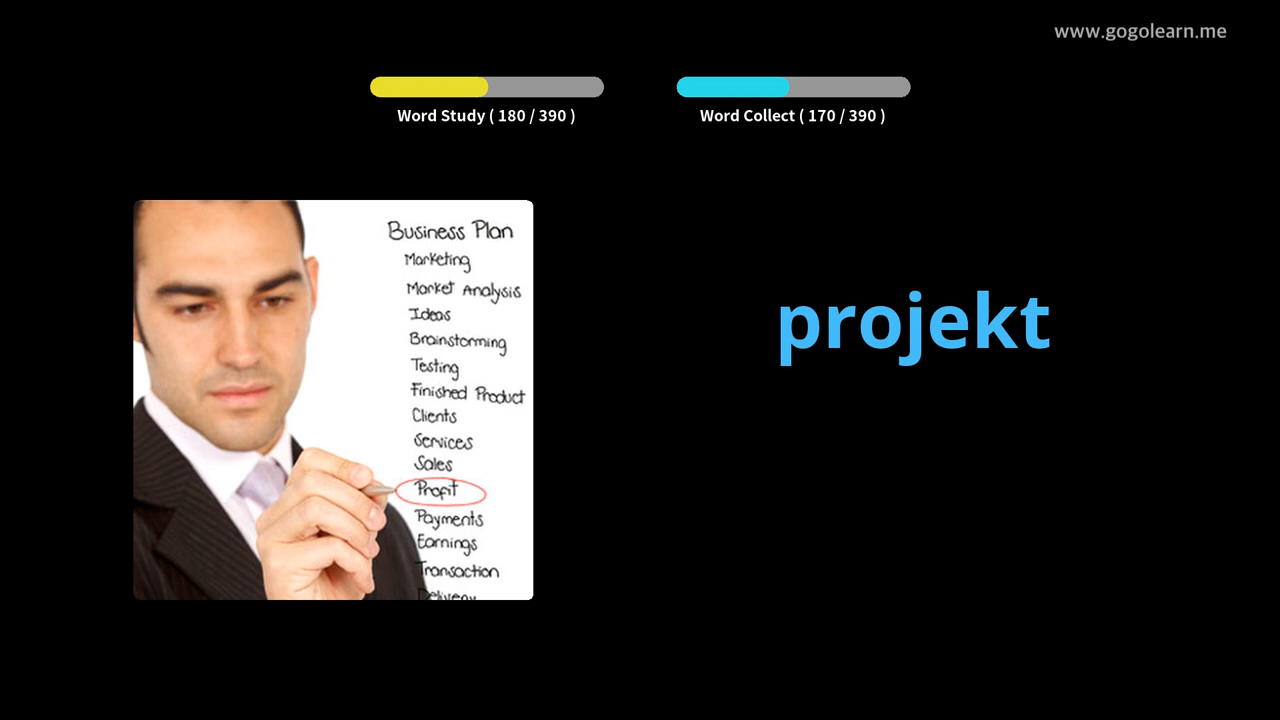 www.gogolearn.me
Word Study ( 180 / 390 )
Word Collect ( 170 / 390 )
Business Plan
Marketing
Market Analysis
Ideas
Brainstorming
Testing
Finished Product
Clients
Services
Sales
Profit
Payments
Earnings
Transaction
Delivery
projekt